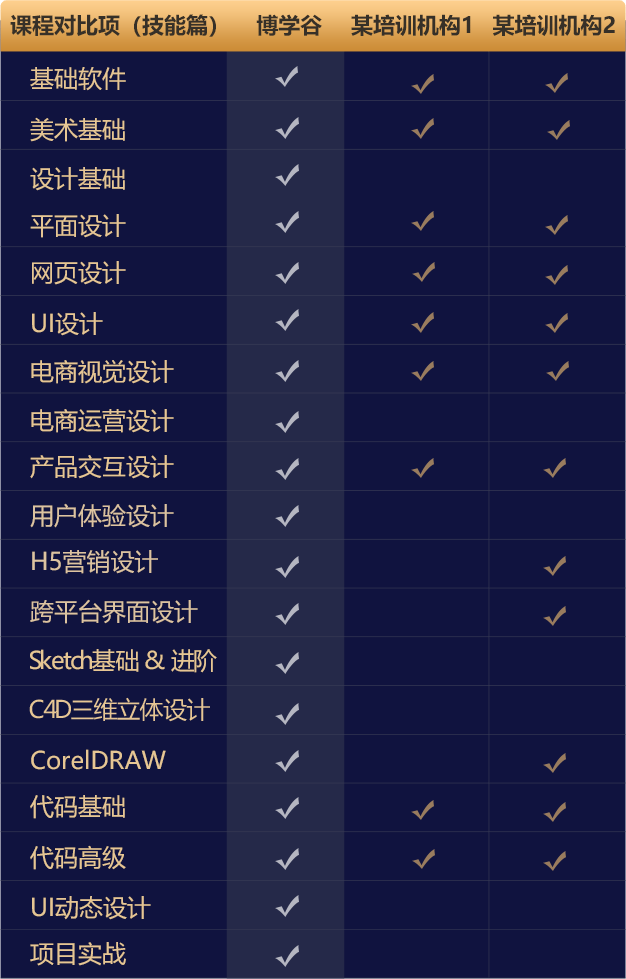 课程对比项（技能篇） 博学谷 某培训机构1 某培训机构2
基础软件
美术基础
设计基础
平面设计
网页设计
UI设计
电商视觉设计
电商运营设计
产品交互设计
用户体验设计
H5营销设计
跨平台界面设计
Sketch基础 & 进阶
C4D三维立体设计
CorelDRAW
代码基础
代码高级
UI动态设计
项目实战